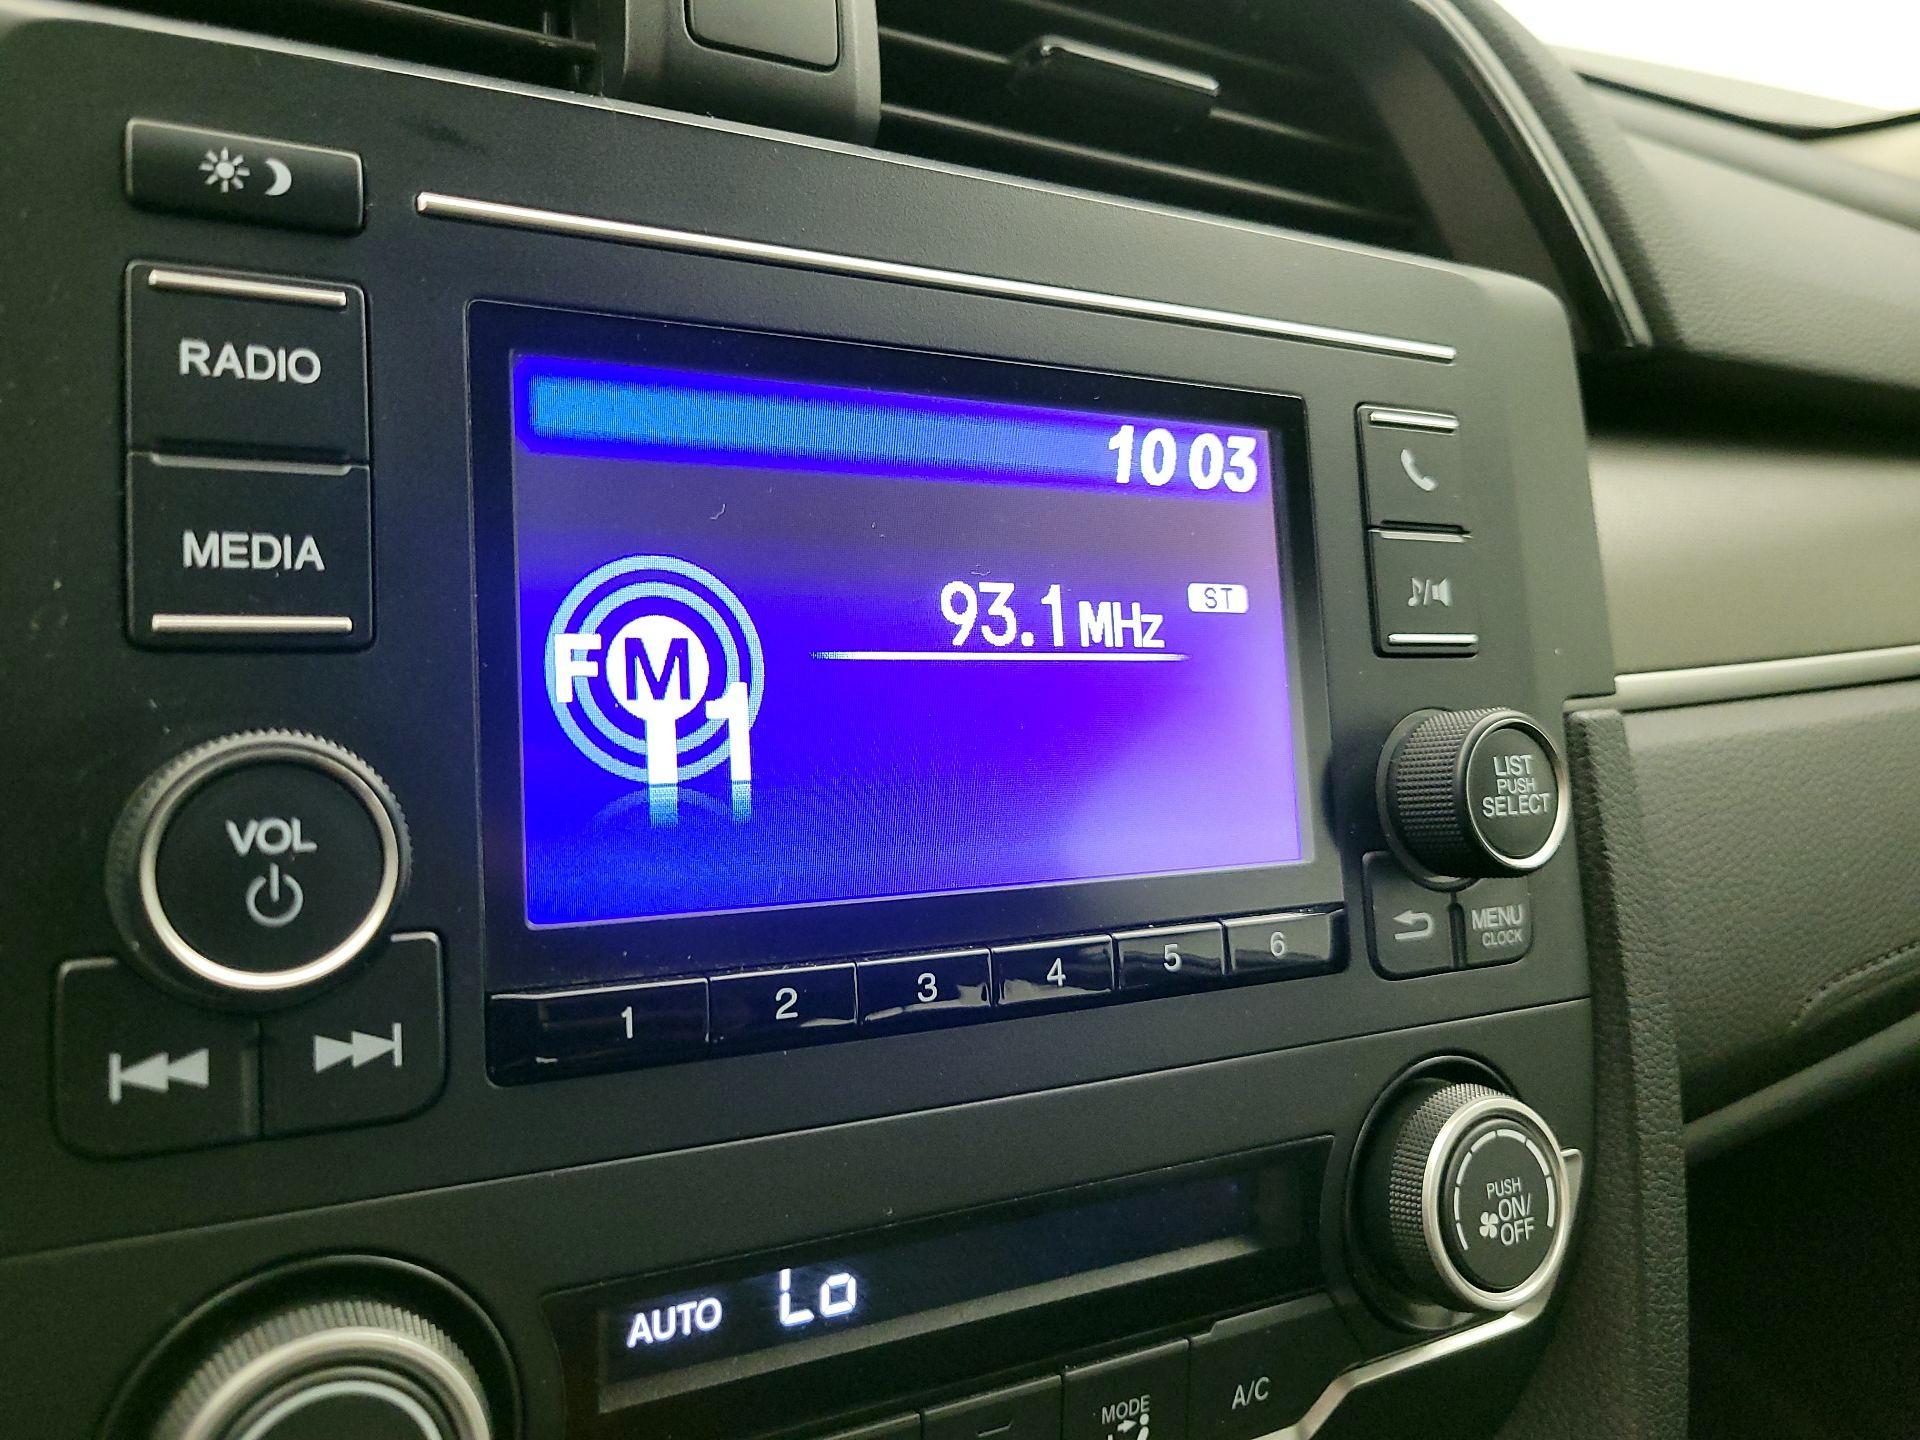 RADIO
MEDIA
VOL
10 03
93.1 MHz
ST
FM 1
LIST
PUSH
SELECT
MENU
CLOCK
1 2 3 4 5 6
PUSH
ON/
OFF
AUTO Lo
MODE
A/C